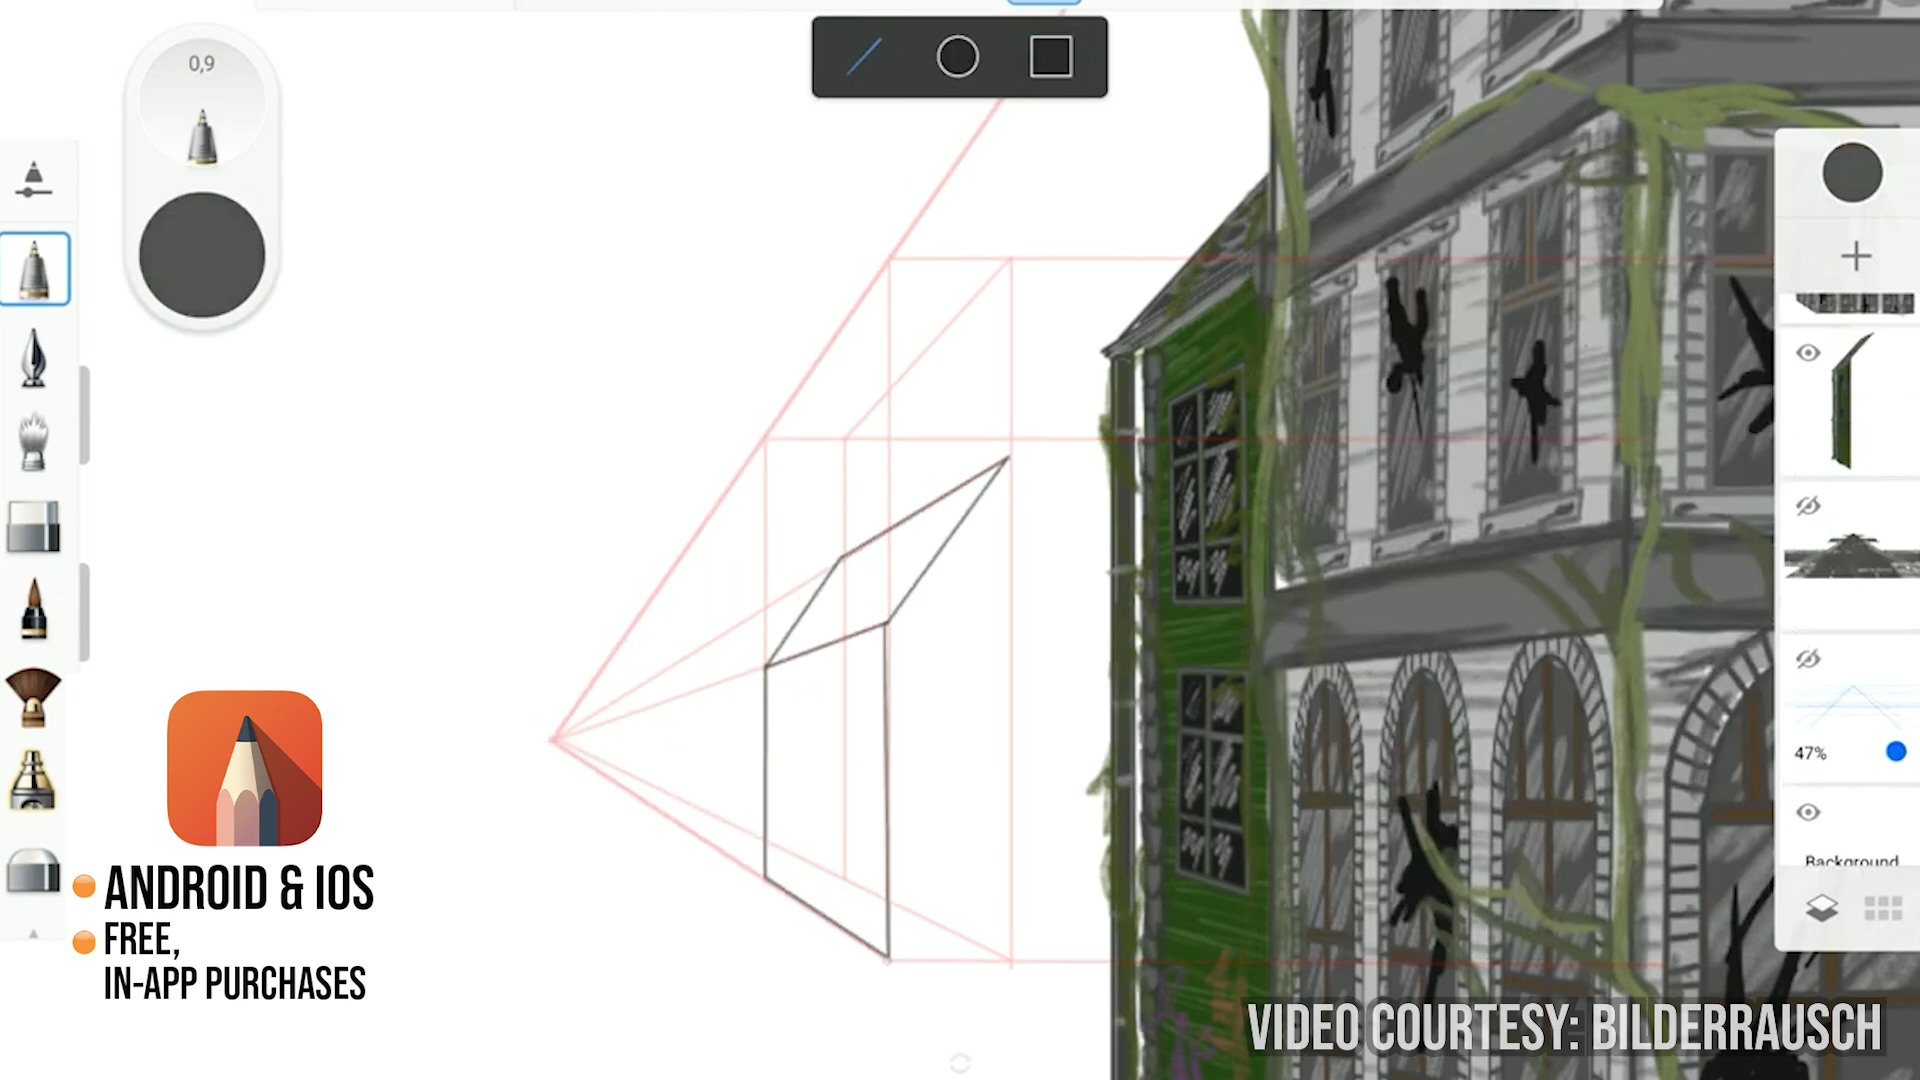 0,9
47%
Background
ANDROID & IOS
FREE,
IN-APP PURCHASES
VIDEO COURTESY: BILDERRAUSCH